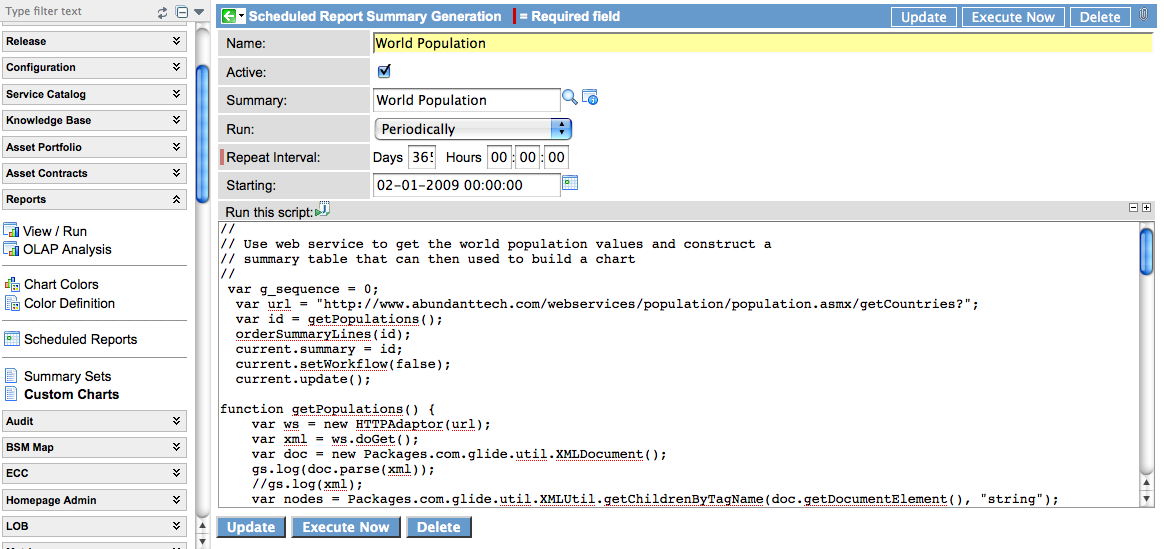 Type filter text
Release
Configuration
Service Catalog
Knowledge Base
Asset Portfolio
Asset Contracts
Reports
View / Run
OLAP Analysis
Chart Colors
Color Definition
Scheduled Reports
Summary Sets
Custom Charts
Audit
BSM Map
ECC
Homepage Admin
LOB
Scheduled Report Summary Generation = Required field Update Execute Now Delete
Name: World Population
Active:
Summary: World Population
Run: Periodically
Repeat Interval: Days 365 Hours 00 : 00 : 00
Starting: 02-01-2009 00:00:00
Run this script:
//
// Use web service to get the world population values and construct a
// summary table that can then used to build a chart
//
var g_sequence = 0;
var url = "http://www.abundanttech.com/webservices/population/population.asmx/getCountries?";
var id = getPopulations();
orderSummaryLines(id);
current.summary = id;
current.setWorkflow(false);
current.update();
function getPopulations() {
var ws = new HTTPAdaptor(url);
var xml = ws.doGet();
var doc = new Packages.com.glide.util.XMLDocument();
gs.log(doc.parse(xml));
//gs.log(xml);
var nodes = Packages.com.glide.util.XMLUtil.getChildrenByTagName(doc.getDocumentElement(), "string");
Update Execute Now Delete